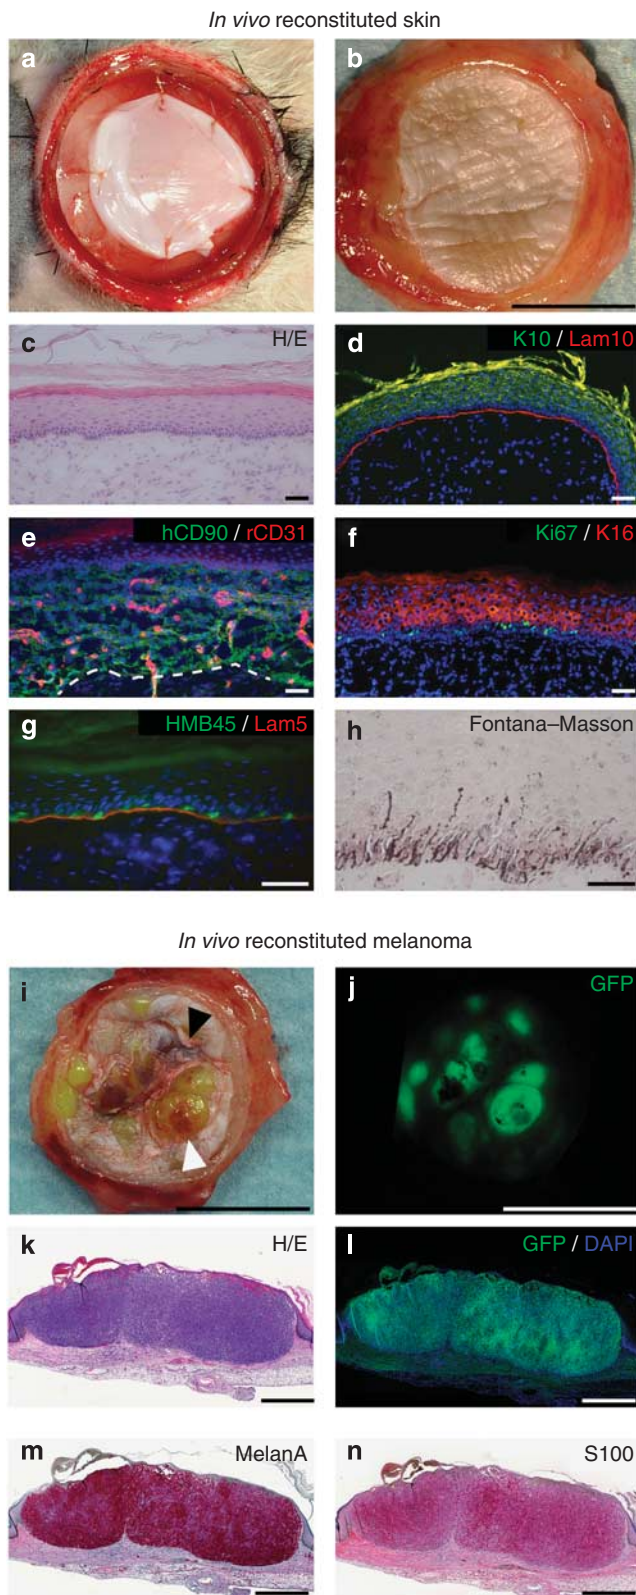 In vivo reconstituted skin
a
b
c H/E
d K10 / Lam10
e hCD90 / rCD31
f Ki67 / K16
g HMB45 / Lam5
h Fontana–Masson
In vivo reconstituted melanoma
i
j GFP
k H/E
l GFP / DAPI
m MelanA
n S100